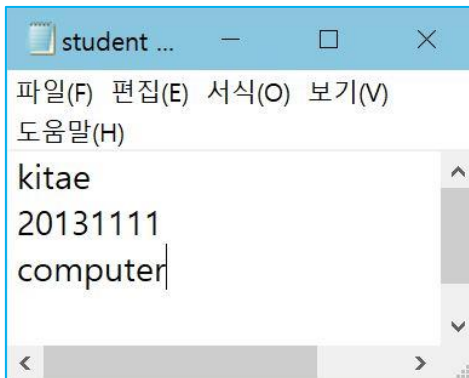 student ...
파일(F) 편집(E) 서식(O) 보기(V)
도움말(H)
kitae
20131111
computer